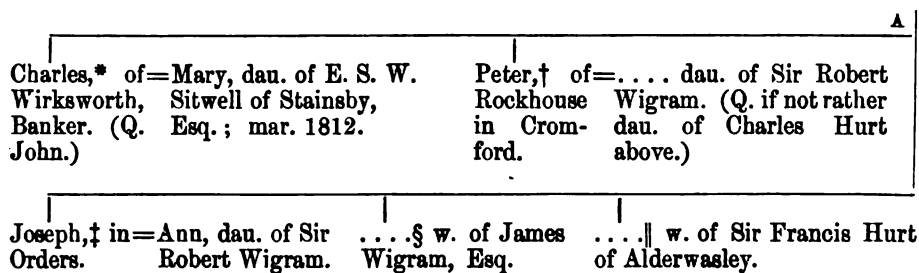 A
Charles,* of=Mary, dau. of E. S. W.
Wirksworth, Sitwell of Stainsby,
Banker. (Q. Esq. ; mar. 1812.
John.)
Peter,† of=.... dau. of Sir Robert
Rockhouse Wigram. (Q. if not rather
in Crom- dau. of Charles Hurt
ford. above.)
Joseph,‡ in=Ann, dau. of Sir
Orders. Robert Wigram.
....§ w. of James
Wigram, Esq.
....‖ w. of Sir Francis Hurt
of Alderwasley.